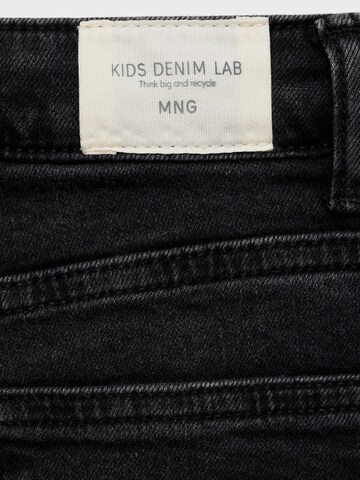 KIDS DENIM LAB
Think big and recycle
MNG